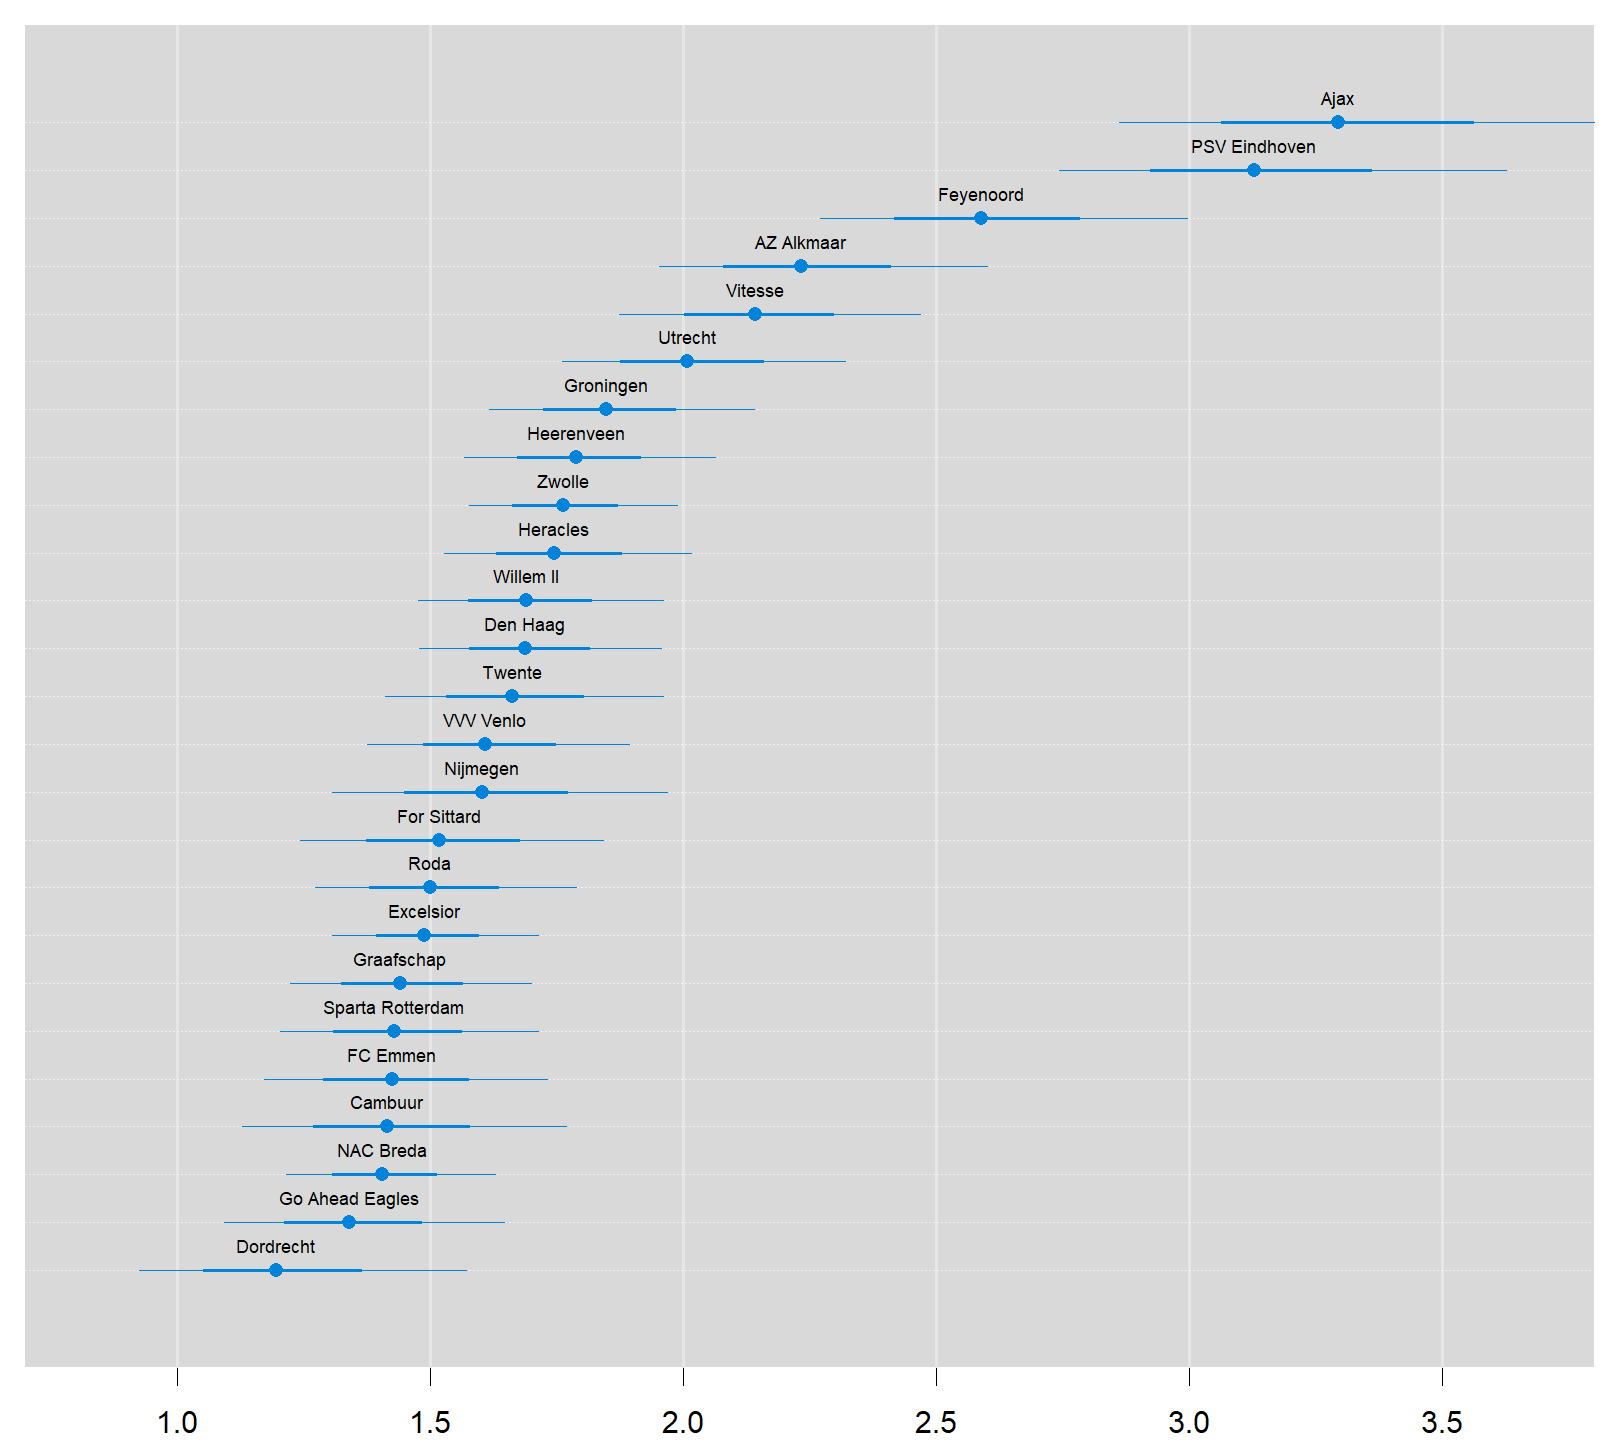 Ajax
PSV Eindhoven
Feyenoord
AZ Alkmaar
Vitesse
Utrecht
Groningen
Heerenveen
Zwolle
Heracles
Willem II
Den Haag
Twente
VVV Venlo
Nijmegen
For Sittard
Roda
Excelsior
Graafschap
Sparta Rotterdam
FC Emmen
Cambuur
NAC Breda
Go Ahead Eagles
Dordrecht
1.0 1.5 2.0 2.5 3.0 3.5